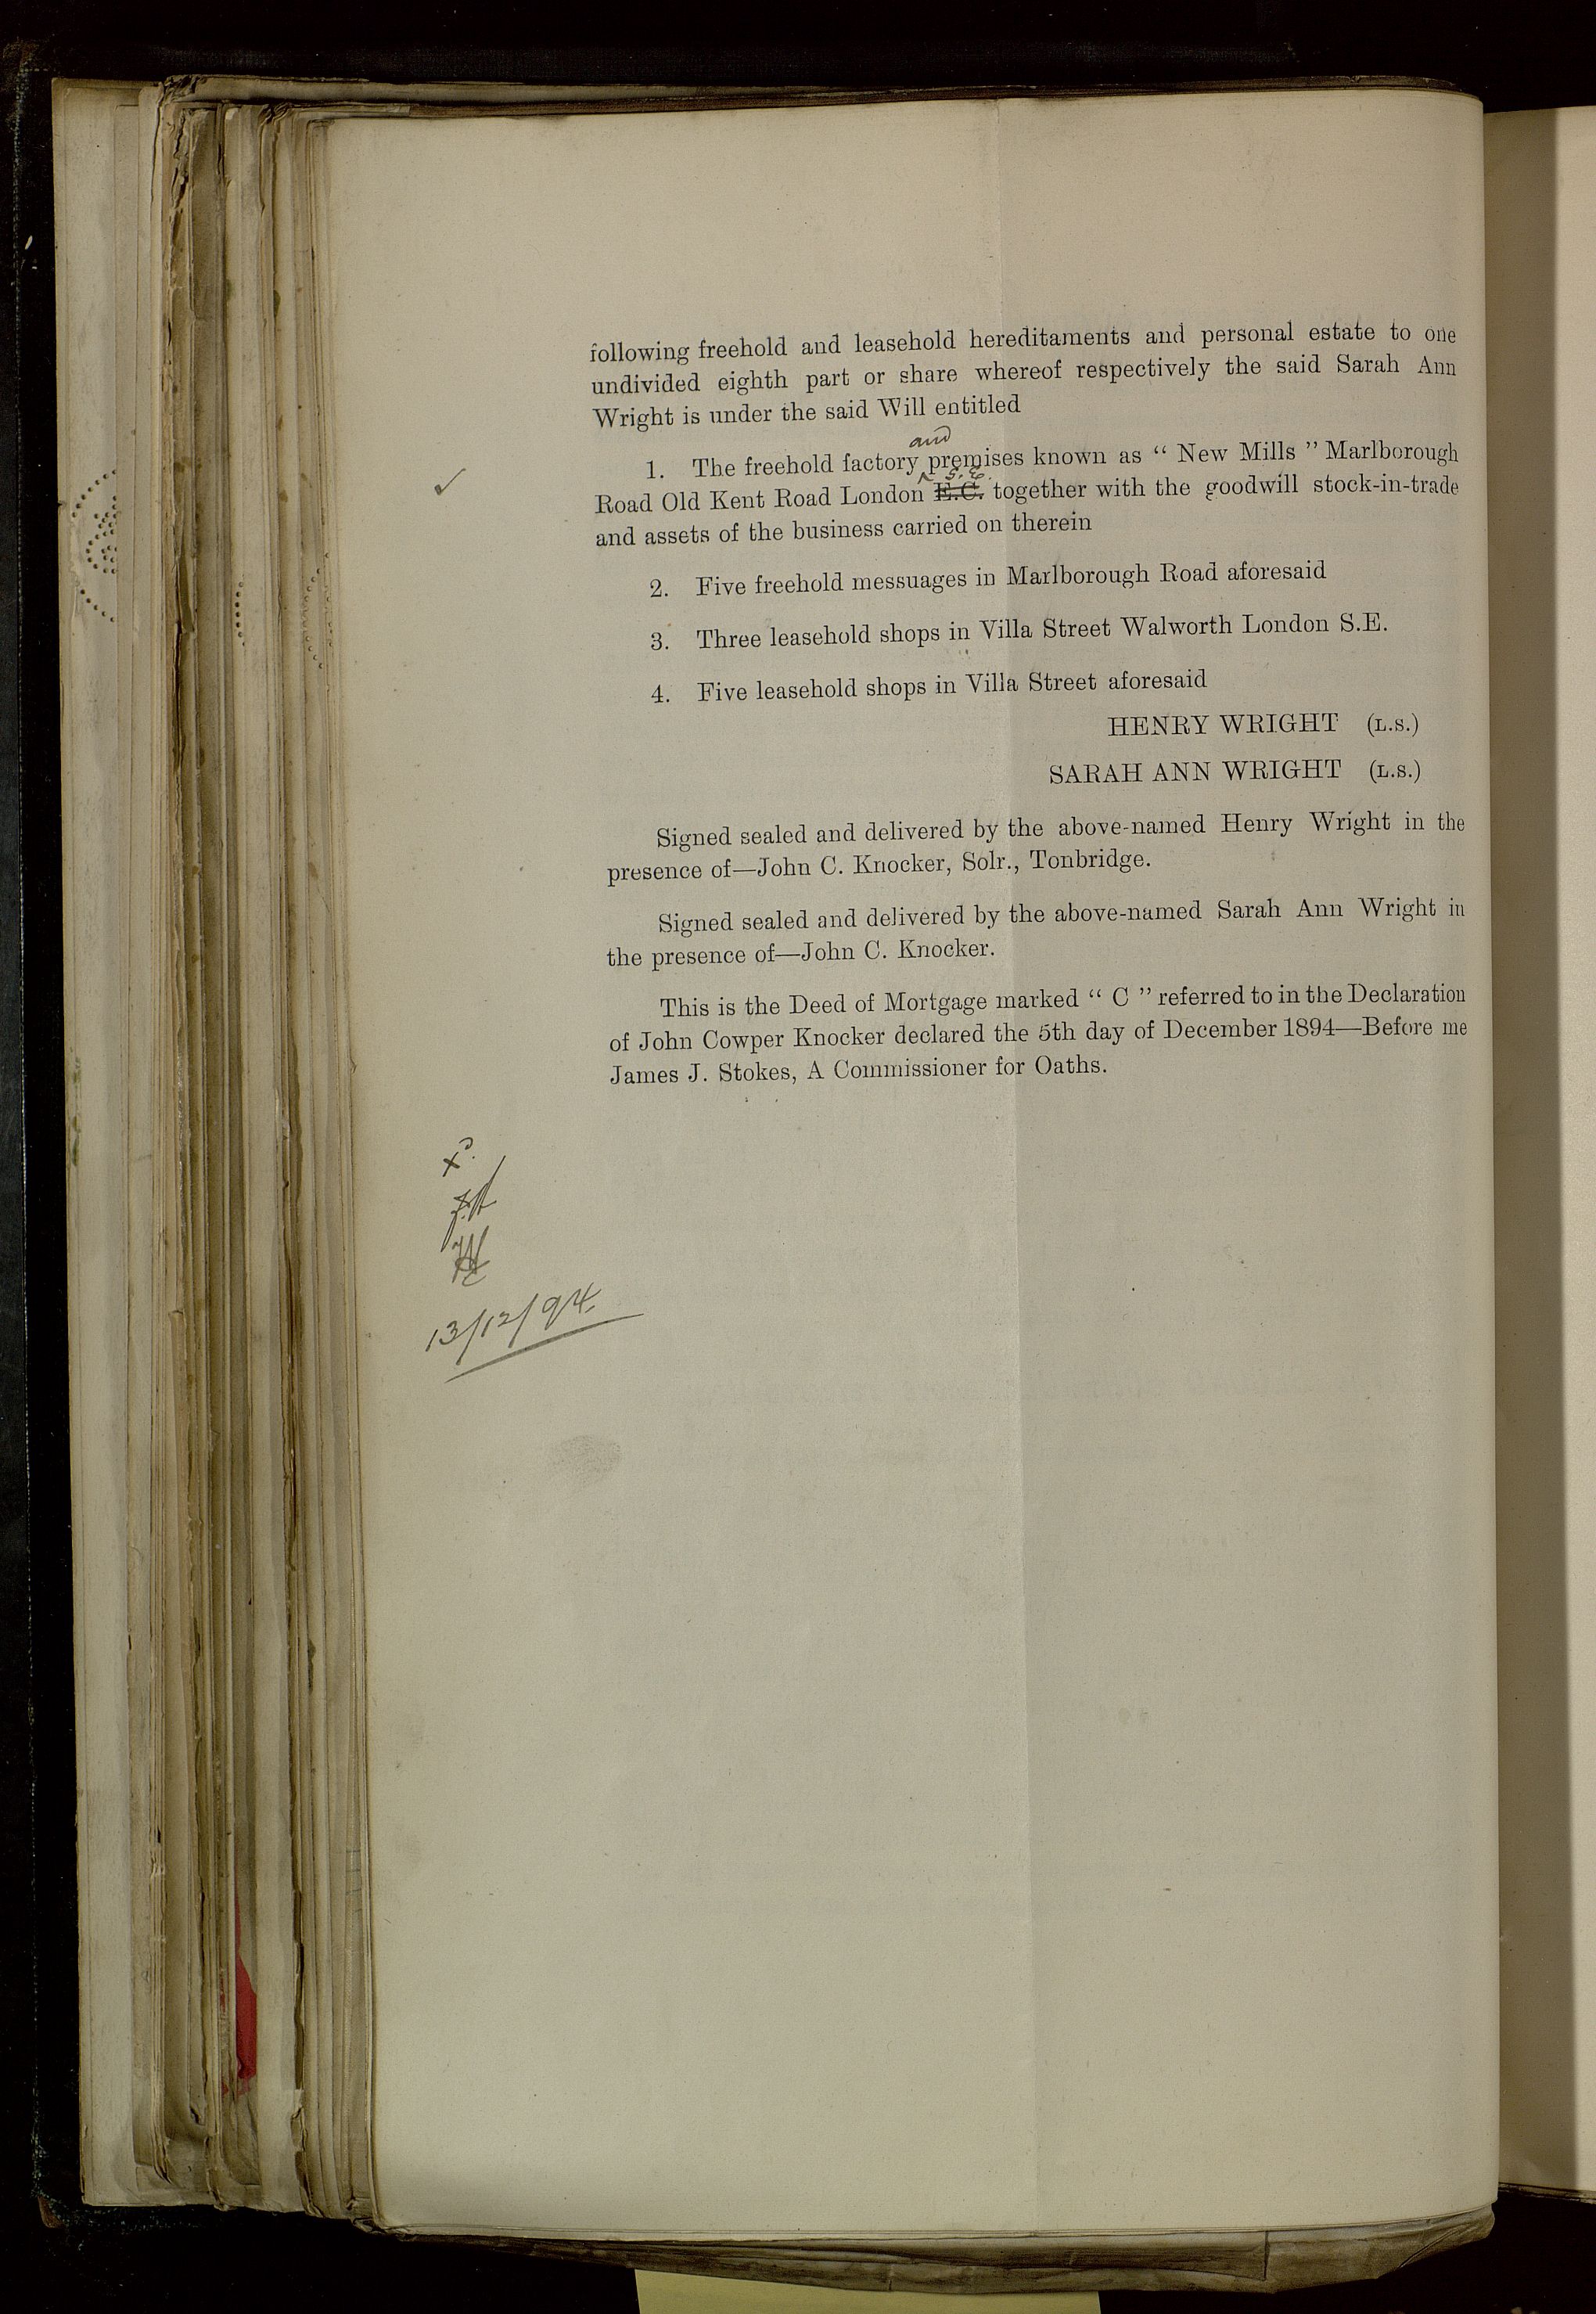 following freehold and leasehold hereditaments and personal estate to one
undivided eighth part or share whereof respectively the said Sarah Ann
Wright is under the said Will entitled
and
1. The freehold factory premises known as “ New Mills ” Marlborough
S.E.
Road Old Kent Road London E.C. together with the goodwill stock-in-trade
and assets of the business carried on therein
2. Five freehold messuages in Marlborough Road aforesaid
3. Three leasehold shops in Villa Street Walworth London S.E.
4. Five leasehold shops in Villa Street aforesaid
HENRY WRIGHT (L.S.)
SARAH ANN WRIGHT (L.S.)
Signed sealed and delivered by the above-named Henry Wright in the
presence of—John C. Knocker, Solr., Tonbridge.
Signed sealed and delivered by the above-named Sarah Ann Wright in
the presence of—John C. Knocker.
This is the Deed of Mortgage marked “ C ” referred to in the Declaration
of John Cowper Knocker declared the 5th day of December 1894—Before me
James J. Stokes, A Commissioner for Oaths.
13/12/94.